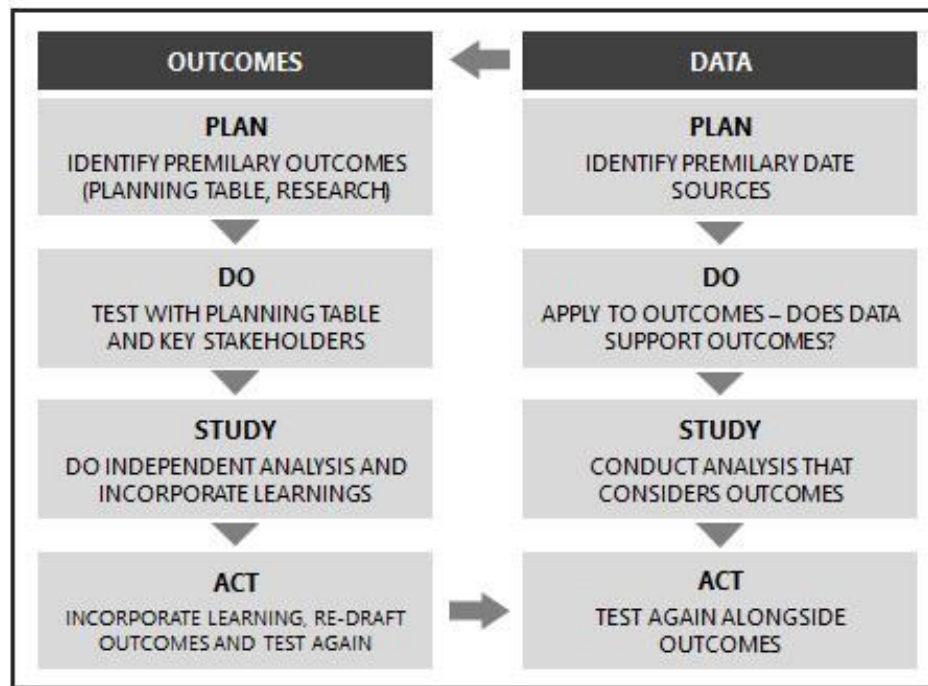 OUTCOMES
PLAN
IDENTIFY PREMILARY OUTCOMES
(PLANNING TABLE, RESEARCH)
DO
TEST WITH PLANNING TABLE
AND KEY STAKEHOLDERS
STUDY
DO INDEPENDENT ANALYSIS AND
INCORPORATE LEARNINGS
ACT
INCORPORATE LEARNING, RE-DRAFT
OUTCOMES AND TEST AGAIN
DATA
PLAN
IDENTIFY PREMILARY DATE
SOURCES
DO
APPLY TO OUTCOMES – DOES DATA
SUPPORT OUTCOMES?
STUDY
CONDUCT ANALYSIS THAT
CONSIDERS OUTCOMES
ACT
TEST AGAIN ALONGSIDE
OUTCOMES